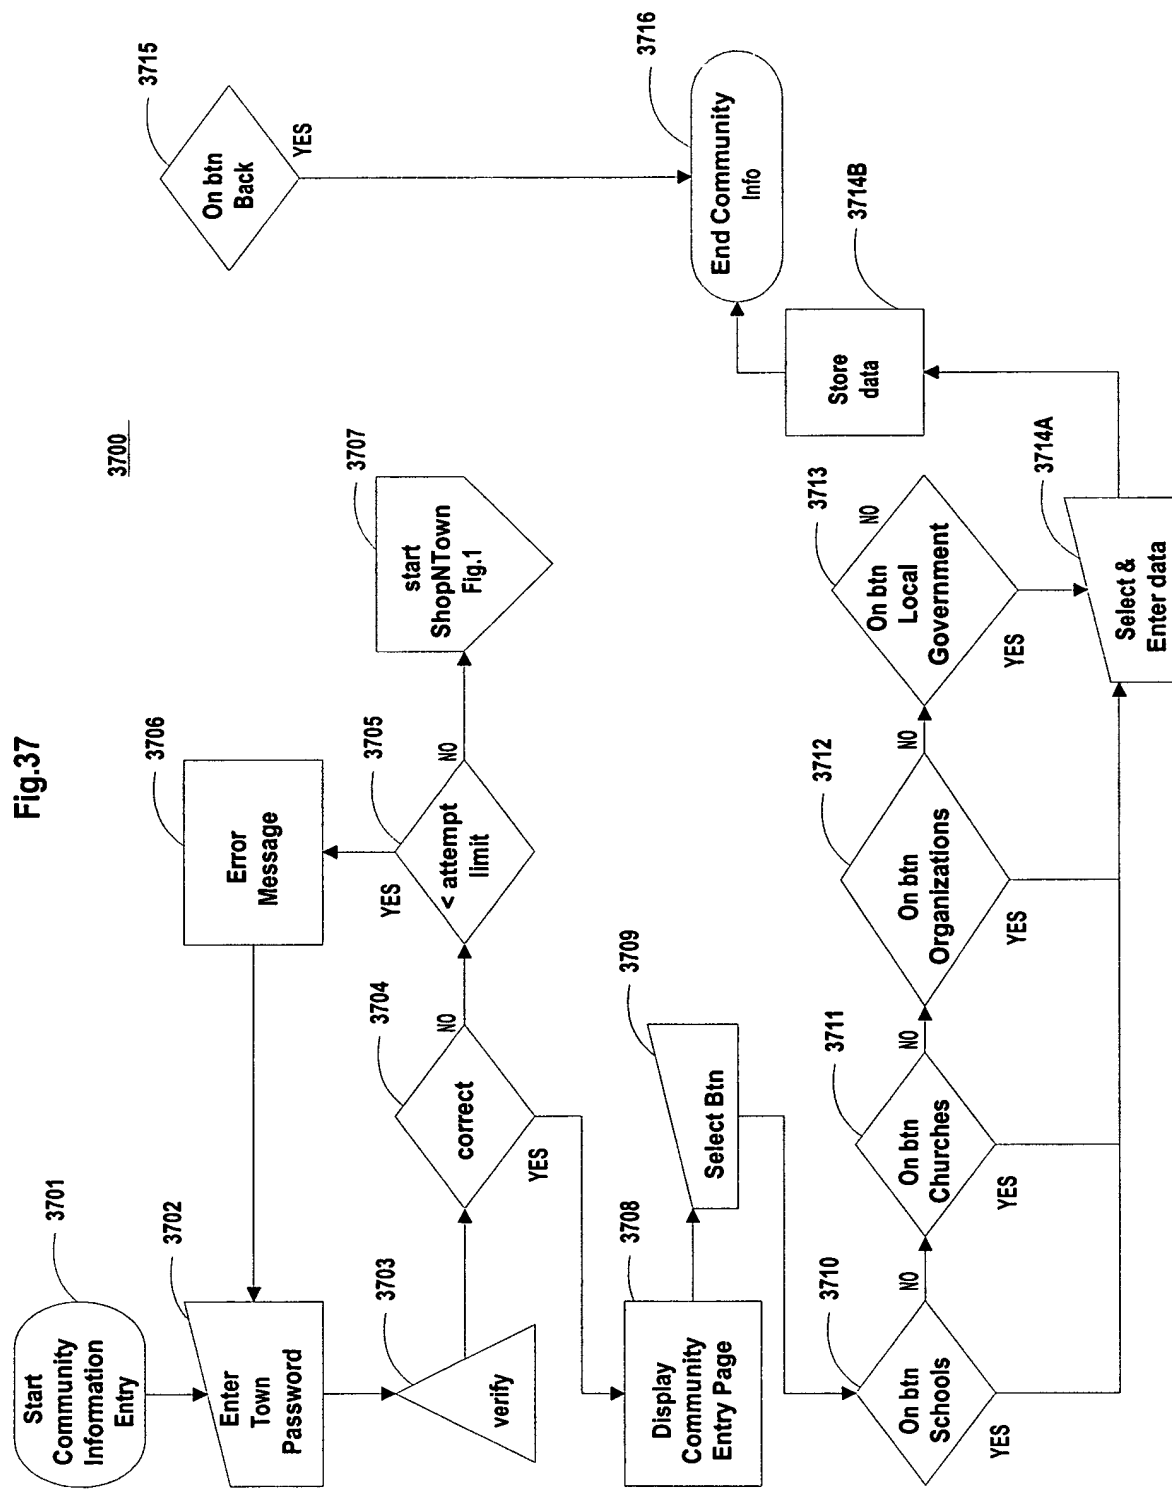 Fig.37
3700
Start
Community
Information
Entry
3701
Enter
Town
Password
3702
verify
3703
correct
3704
NO
YES
< attempt
limit
3705
YES
NO
Error
Message
3706
start
ShopNTown
Fig.1
3707
Display
Community
Entry Page
3708
Select Btn
3709
On btn
Schools
3710
NO
YES
On btn
Churches
3711
NO
YES
On btn
Organizations
3712
NO
YES
On btn
Local
Government
3713
NO
YES
Select &
Enter data
3714A
Store
data
3714B
On btn
Back
3715
YES
End Community
Info
3716